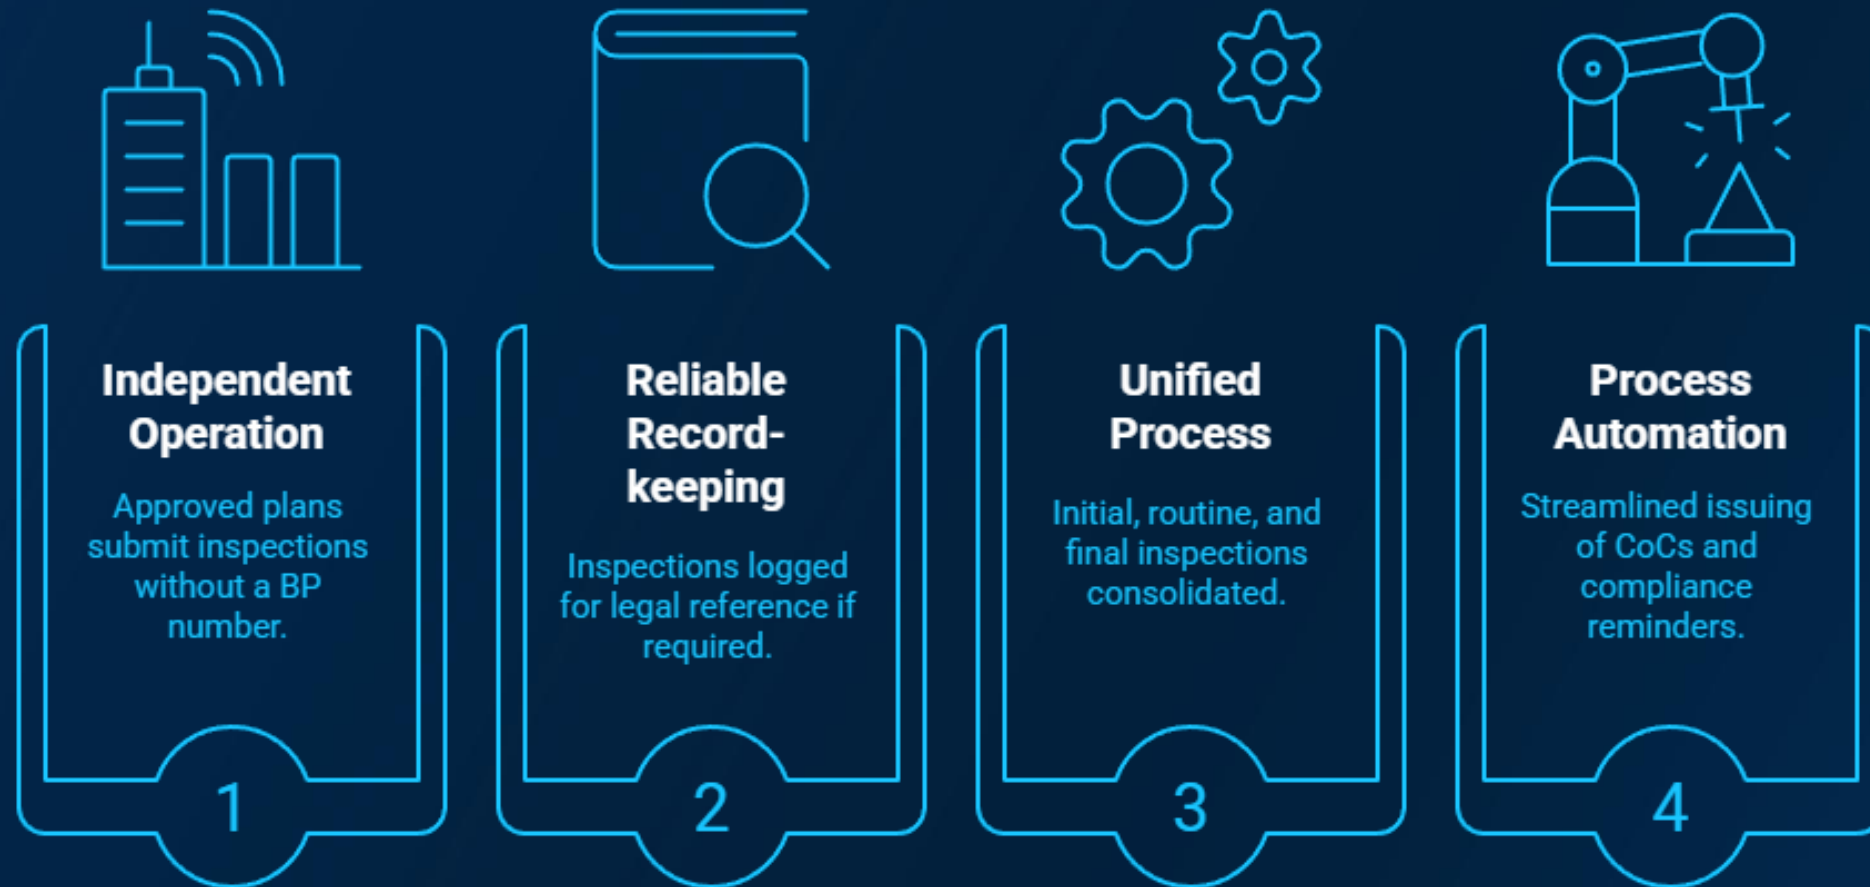 Independent
Operation
Approved plans
submit inspections
without a BP
number.
1
Reliable
Record-
keeping
Inspections logged
for legal reference if
required.
2
Unified
Process
Initial, routine, and
final inspections
consolidated.
3
Process
Automation
Streamlined issuing
of CoCs and
compliance
reminders.
4